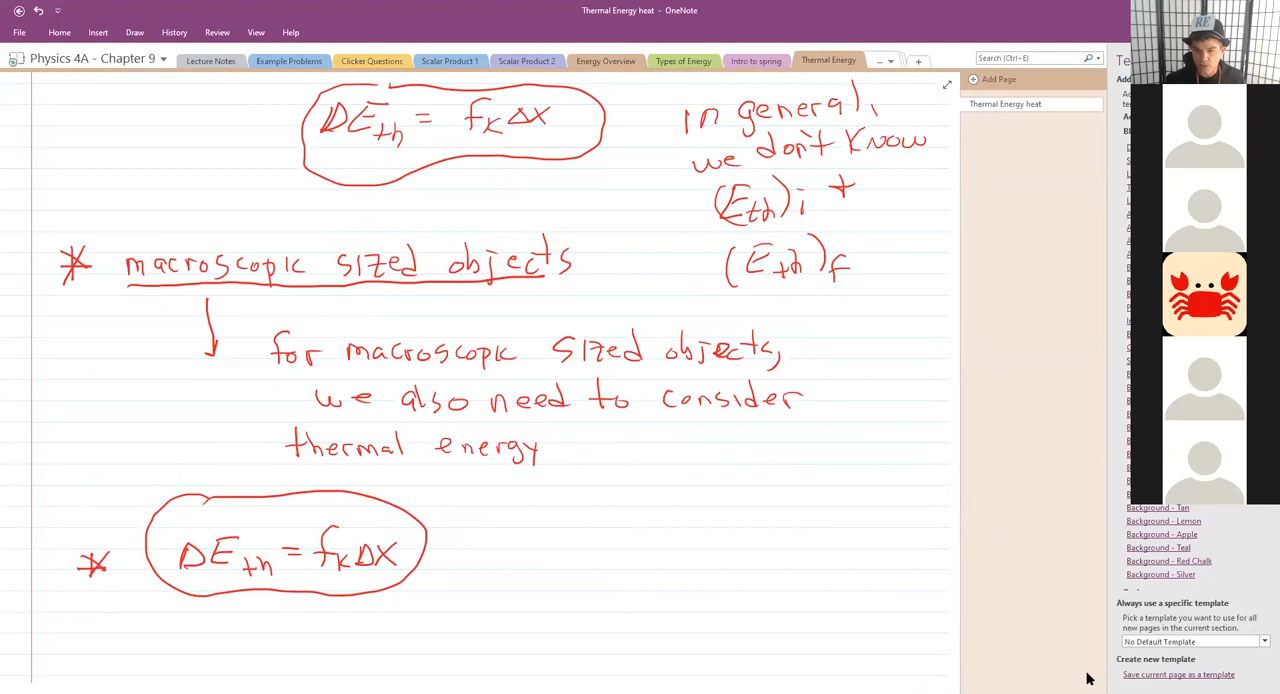 Thermal Energy heat - OneNote
File Home Insert Draw History Review View Help
Physics 4A - Chapter 9
Lecture Notes Example Problems Clicker Questions Scalar Product 1 Scalar Product 2 Energy Overview Types of Energy Intro to spring Thermal Energy
Search (Ctrl+E)
Add Page
Thermal Energy heat
RE
ΔE_th = f_k Δx
in general,
we don't know
(E_th)_i +
(E_th)_f
* macroscopic sized objects
for macroscopic sized objects,
we also need to consider
thermal energy
* ΔE_th = f_k Δx
Background - Tan
Background - Lemon
Background - Apple
Background - Teal
Background - Red Chalk
Background - Silver
Always use a specific template
Pick a template you want to use for all
new pages in the current section.
No Default Template
Create new template
Save current page as a template